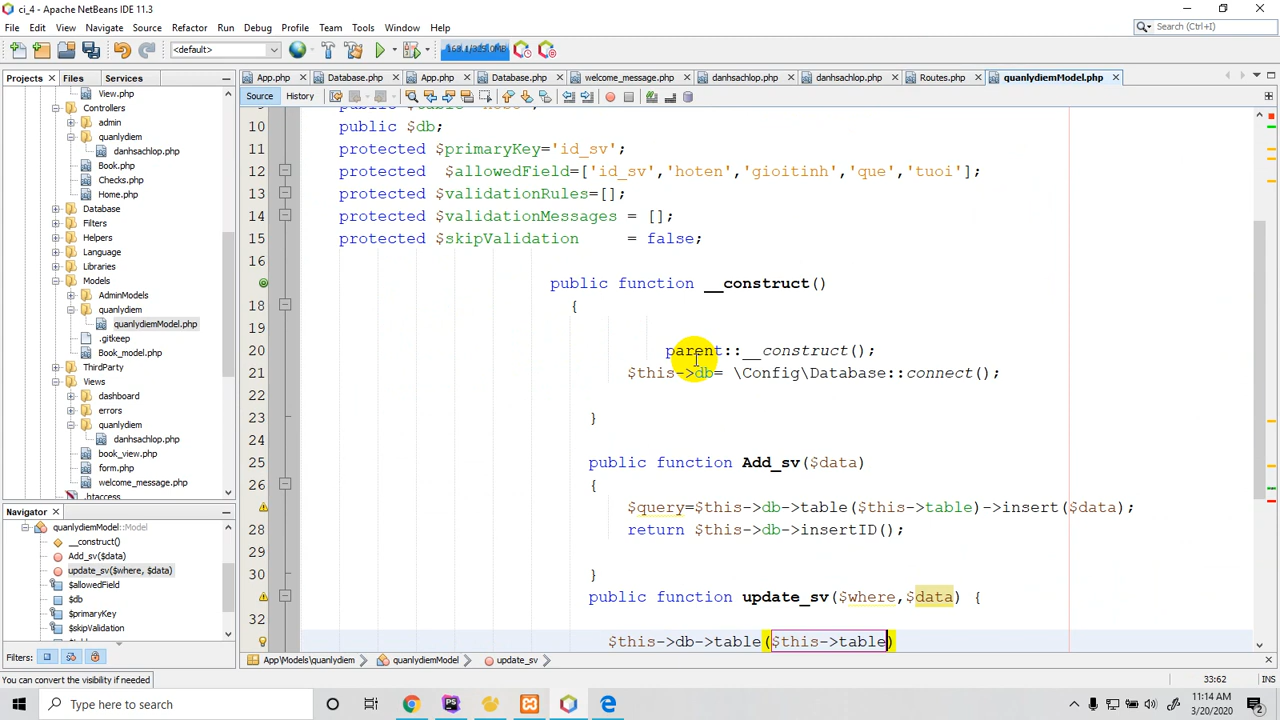 ci_4 - Apache NetBeans IDE 11.3
File Edit View Navigate Source Refactor Run Debug Profile Team Tools Window Help
Search (Ctrl+I)
<default>
Projects Files Services
App.php Database.php App.php Database.php welcome_message.php danhsachlop.php danhsachlop.php Routes.php quanlydiemModel.php
Source History
View.php
Controllers
admin
quanlydiem
danhsachlop.php
Book.php
Checks.php
Home.php
Database
Filters
Helpers
Language
Libraries
Models
AdminModels
quanlydiem
quanlydiemModel.php
.gitkeep
Book_model.php
ThirdParty
Views
dashboard
errors
quanlydiem
danhsachlop.php
book_view.php
form.php
welcome_message.php
.htaccess
Navigator
quanlydiemModel::Model
__construct()
Add_sv($data)
update_sv($where, $data)
$allowedField
$db
$primaryKey
$skipValidation
Filters:
10 public $db;
11 protected $primaryKey='id_sv';
12 protected $allowedField=['id_sv','hoten','gioitinh','que','tuoi'];
13 protected $validationRules=[];
14 protected $validationMessages = [];
15 protected $skipValidation = false;
16
public function __construct()
18 {
19
20 parent::__construct();
21 $this->db= \Config\Database::connect();
22
23 }
24
25 public function Add_sv($data)
26 {
$query=$this->db->table($this->table)->insert($data);
28 return $this->db->insertID();
29
30 }
public function update_sv($where,$data) {
32
$this->db->table($this->table)
App\Models\quanlydiem quanlydiemModel update_sv
You can convert the visibility if needed
33:62 INS
Type here to search
11:14 AM
3/20/2020
2